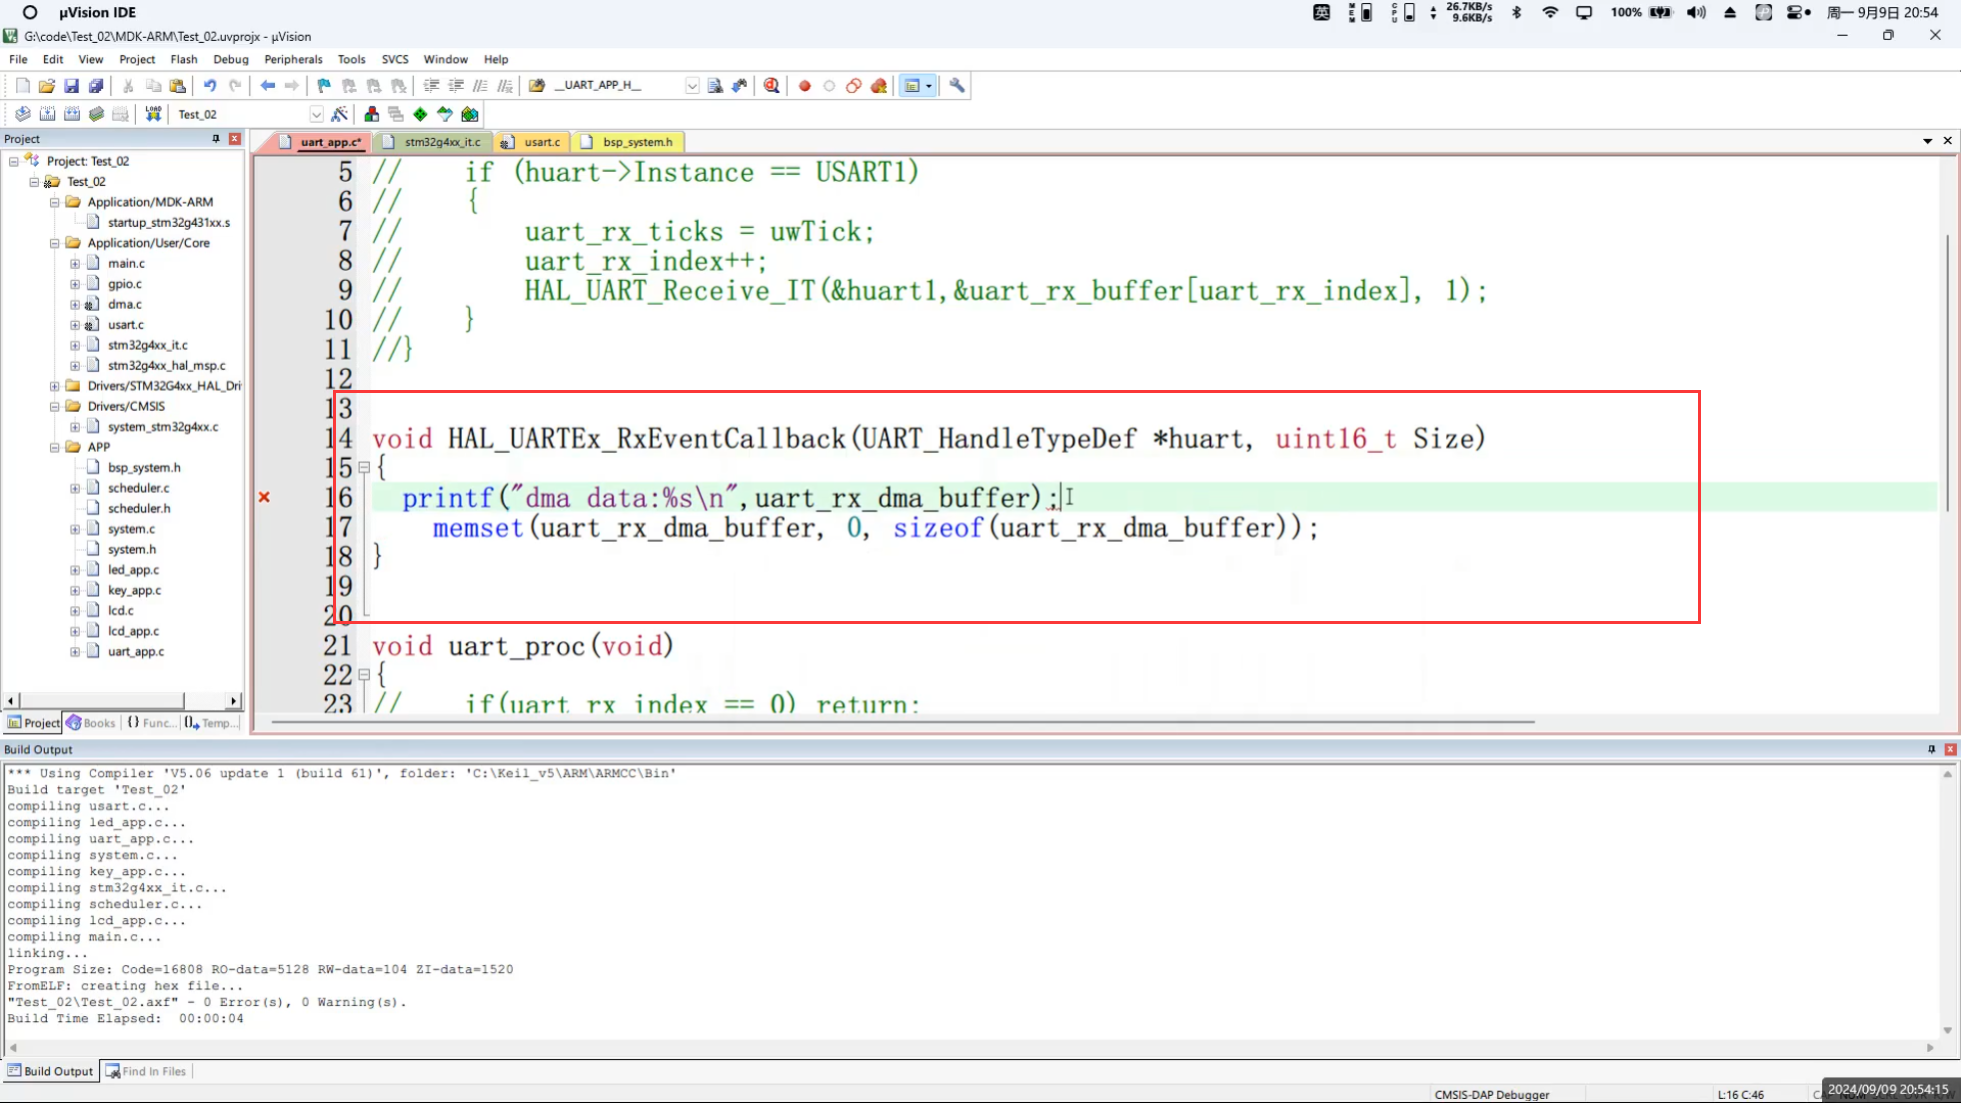 µVision IDE
英
MEM
CPU
26.7KB/s
9.6KB/s
100%
周一 9月9日 20:54
G:\code\Test_02\MDK-ARM\Test_02.uvprojx - µVision
File Edit View Project Flash Debug Peripherals Tools SVCS Window Help
__UART_APP_H__
LOAD
Test_02
Project
uart_app.c* stm32g4xx_it.c usart.c bsp_system.h
Project: Test_02
Test_02
Application/MDK-ARM
startup_stm32g431xx.s
Application/User/Core
main.c
gpio.c
dma.c
usart.c
stm32g4xx_it.c
stm32g4xx_hal_msp.c
Drivers/STM32G4xx_HAL_Dri
Drivers/CMSIS
system_stm32g4xx.c
APP
bsp_system.h
scheduler.c
system.c
system.h
led_app.c
key_app.c
lcd.c
lcd_app.c
uart_app.c
Project Books {} Func... Temp...
5 // if (huart->Instance == USART1)
6 // {
7 // uart_rx_ticks = uwTick;
8 // uart_rx_index++;
9 // HAL_UART_Receive_IT(&huart1,&uart_rx_buffer[uart_rx_index], 1);
10 // }
11 //}
12
13
14 void HAL_UARTEx_RxEventCallback(UART_HandleTypeDef *huart, uint16_t Size)
15 {
16 printf("dma data:%s\n",uart_rx_dma_buffer);
17 memset(uart_rx_dma_buffer, 0, sizeof(uart_rx_dma_buffer));
18 }
19
20
21 void uart_proc(void)
22 {
23 // if(uart_rx_index == 0) return;
Build Output
*** Using Compiler 'V5.06 update 1 (build 61)', folder: 'C:\Keil_v5\ARM\ARMCC\Bin'
Build target 'Test_02'
compiling usart.c...
compiling led_app.c...
compiling uart_app.c...
compiling system.c...
compiling key_app.c...
compiling stm32g4xx_it.c...
compiling scheduler.c...
compiling lcd_app.c...
compiling main.c...
linking...
Program Size: Code=16808 RO-data=5128 RW-data=104 ZI-data=1520
FromELF: creating hex file...
"Test_02\Test_02.axf" - 0 Error(s), 0 Warning(s).
Build Time Elapsed: 00:00:04
Build Output Find In Files
CMSIS-DAP Debugger L:16 C:46
2024/09/09 20:54:15